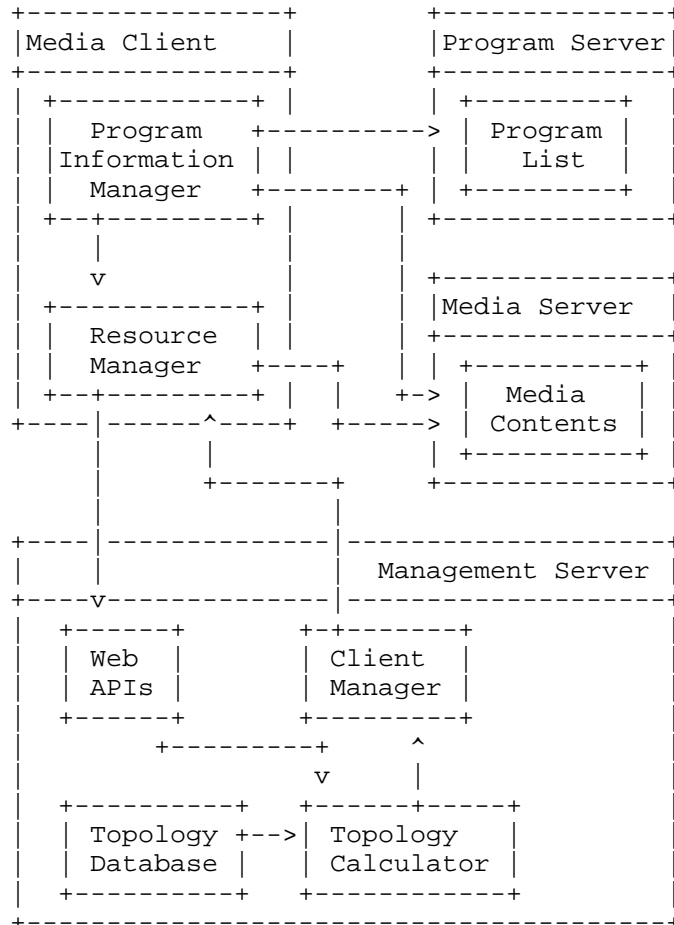 Media Client
Program Server
Program
Information
Manager
Program
List
Resource
Manager
Media Server
Media
Contents
Management Server
Web
APIs
Client
Manager
Topology
Database
Topology
Calculator